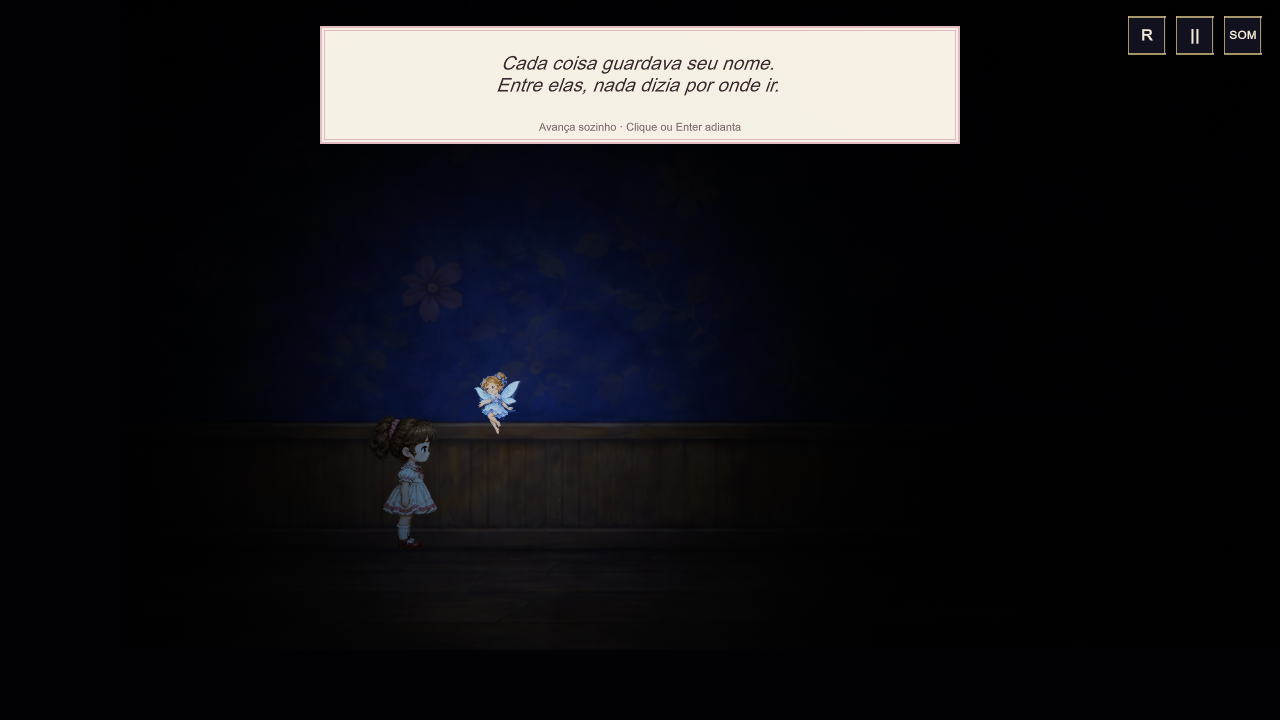 Cada coisa guardava seu nome.
Entre elas, nada dizia por onde ir.
Avança sozinho · Clique ou Enter adianta
R
||
SOM